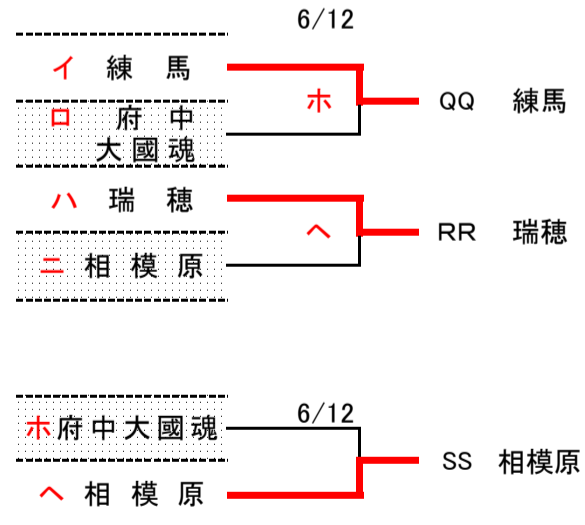 6/12
イ 練 馬
ホ
QQ 練馬
ロ 府 中
大 國 魂
ハ 瑞 穂
ヘ
RR 瑞穂
ニ 相 模 原
6/12
ホ 府 中 大 國 魂
SS 相模原
ヘ 相 模 原